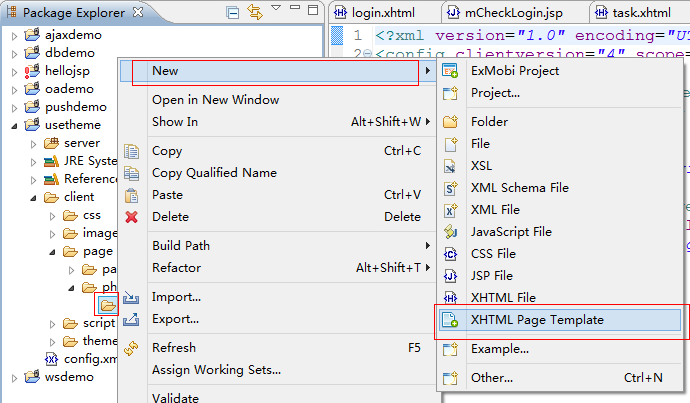 Package Explorer
ajaxdemo
dbdemo
hellojsp
oademo
pushdemo
usetheme
server
JRE Syste
Reference
client
css
image
page
pa
ph
script
theme
config.xm
wsdemo
New
Open in New Window
Show In Alt+Shift+W
Copy Ctrl+C
Copy Qualified Name
Paste Ctrl+V
Delete Delete
Build Path
Refactor Alt+Shift+T
Import...
Export...
Refresh F5
Assign Working Sets...
Validate
login.xhtml mCheckLogin.jsp task.xhtml
1 <?xml version="1.0" encoding="UT
2 <config clientversion="4" scope=
ExMobi Project
Project...
Folder
File
XSL
XML Schema File
XML File
JavaScript File
CSS File
JSP File
XHTML File
XHTML Page Template
Example...
Other... Ctrl+N